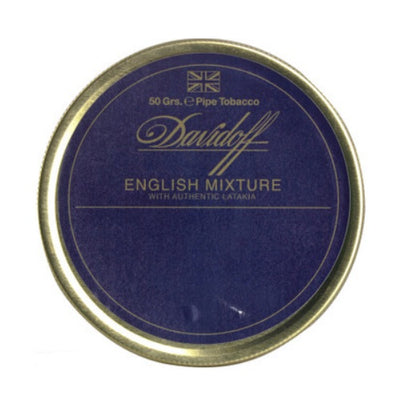 50 Grs. ℮ Pipe Tobacco
Davidoff
ENGLISH MIXTURE
WITH AUTHENTIC LATAKIA